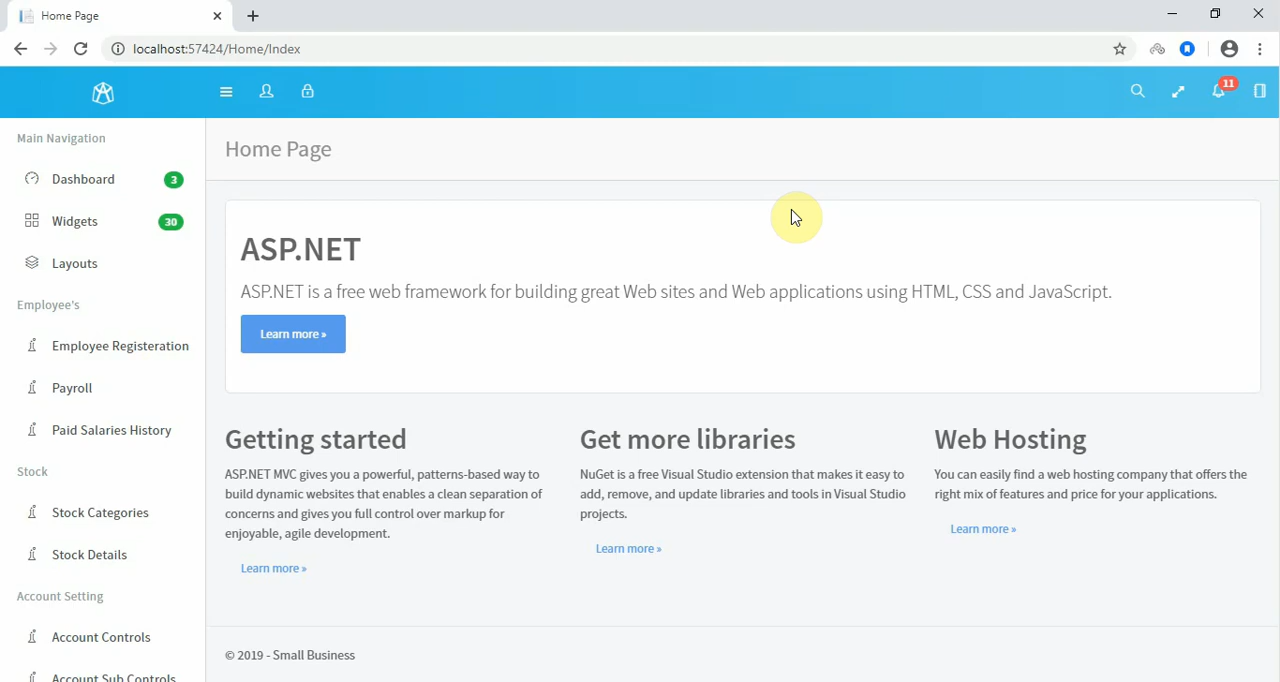 Home Page
localhost:57424/Home/Index
11
Main Navigation
Dashboard 3
Widgets 30
Layouts
Employee's
Employee Registeration
Payroll
Paid Salaries History
Stock
Stock Categories
Stock Details
Account Setting
Account Controls
Account Sub Controls
Home Page
ASP.NET
ASP.NET is a free web framework for building great Web sites and Web applications using HTML, CSS and JavaScript.
Learn more »
Getting started
ASP.NET MVC gives you a powerful, patterns-based way to
build dynamic websites that enables a clean separation of
concerns and gives you full control over markup for
enjoyable, agile development.
Learn more »
Get more libraries
NuGet is a free Visual Studio extension that makes it easy to
add, remove, and update libraries and tools in Visual Studio
projects.
Learn more »
Web Hosting
You can easily find a web hosting company that offers the
right mix of features and price for your applications.
Learn more »
© 2019 - Small Business